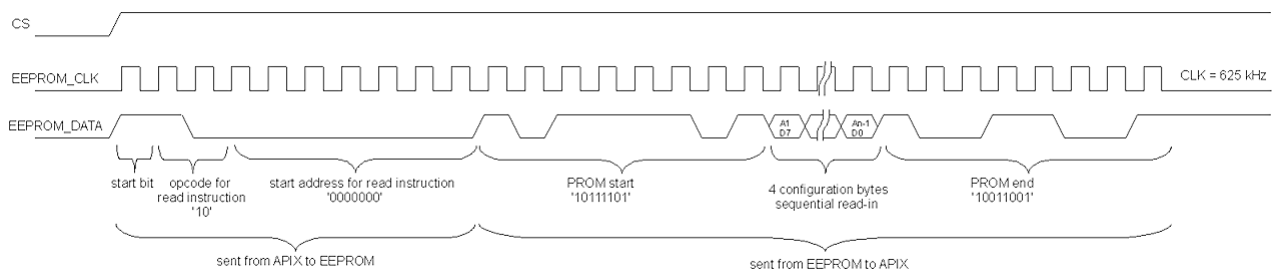 CS
EEPROM_CLK
CLK = 625 kHz
EEPROM_DATA
A1
D7
An-1
D0
start bit
opcode for
read instruction
'10'
start address for read instruction
'0000000'
PROM start
'10111101'
4 configuration bytes
sequential read-in
PROM end
'10011001'
sent from APIX to EEPROM
sent from EEPROM to APIX